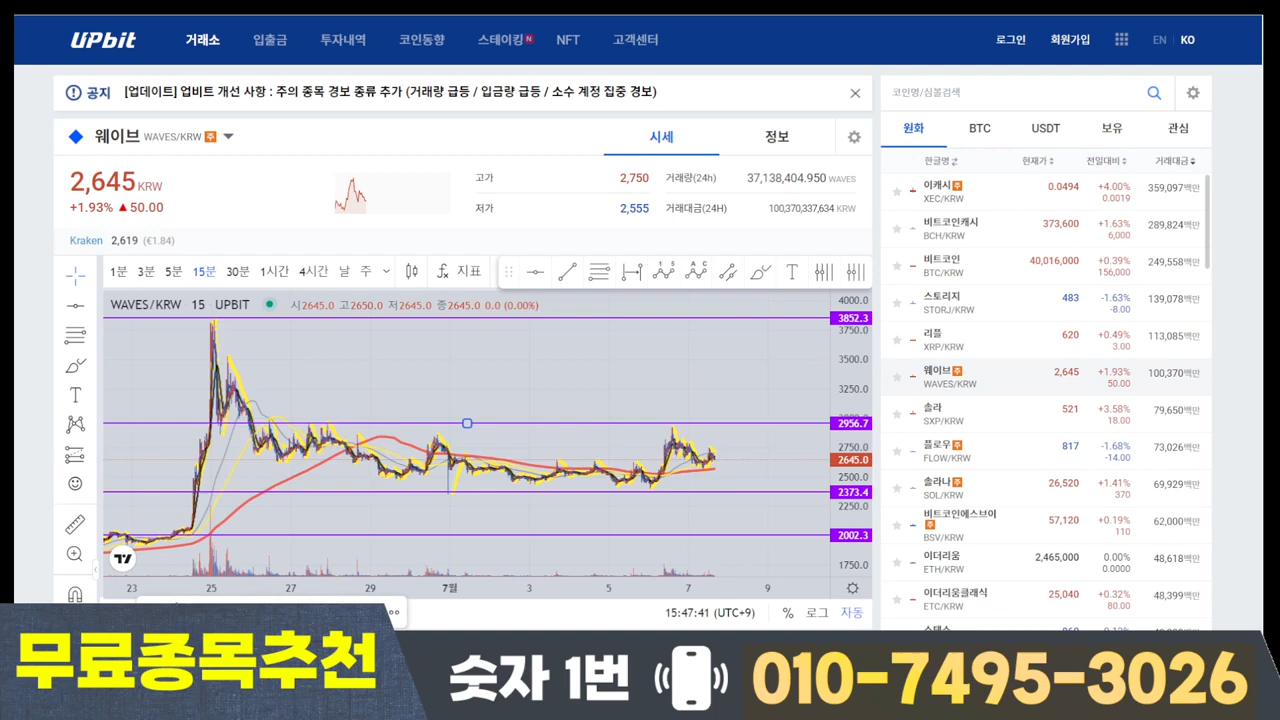 UPbit 거래소 입출금 투자내역 코인동향 스테이킹 N NFT 고객센터 로그인 회원가입 EN KO
공지 [업데이트] 업비트 개선 사항 : 주의 종목 경보 종류 추가 (거래량 급등 / 입금량 급등 / 소수 계정 집중 경보)
웨이브 WAVES/KRW 주 시세 정보
2,645 KRW
+1.93% ▲50.00
고가 2,750 거래량(24h) 37,138,404.950 WAVES
저가 2,555 거래대금(24H) 100,370,337,634 KRW
Kraken 2,619 (€1.84)
1분 3분 5분 15분 30분 1시간 4시간 날 주 지표
WAVES/KRW 15 UPBIT 시2645.0 고2650.0 저2645.0 종2645.0 0.0 (0.00%)
4000.0
3852.3
3750.0
3500.0
3250.0
2956.7
2750.0
2645.0
2500.0
2373.4
2250.0
2002.3
1750.0
23 25 27 29 7월 3 5 7 9
15:47:41 (UTC+9) % 로그 자동
코인명/심볼검색
원화 BTC USDT 보유 관심
한글명 현재가 전일대비 거래대금
이캐시 주 0.0494 +4.00% 359,097백만
XEC/KRW 0.0019
비트코인캐시 373,600 +1.63% 289,824백만
BCH/KRW 6,000
비트코인 40,016,000 +0.39% 249,558백만
BTC/KRW 156,000
스토리지 483 -1.63% 139,078백만
STORJ/KRW -8.00
리플 620 +0.49% 113,085백만
XRP/KRW 3.00
웨이브 주 2,645 +1.93% 100,370백만
WAVES/KRW 50.00
솔라 521 +3.58% 79,650백만
SXP/KRW 18.00
플로우 주 817 -1.68% 73,026백만
FLOW/KRW -14.00
솔라나 주 26,520 +1.41% 69,929백만
SOL/KRW 370
비트코인에스브이 주 57,120 +0.19% 62,000백만
BSV/KRW 110
이더리움 2,465,000 0.00% 48,618백만
ETH/KRW 0.0000
이더리움클래식 25,040 +0.32% 48,399백만
ETC/KRW 80.00
무료종목추천
숫자 1번 010-7495-3026